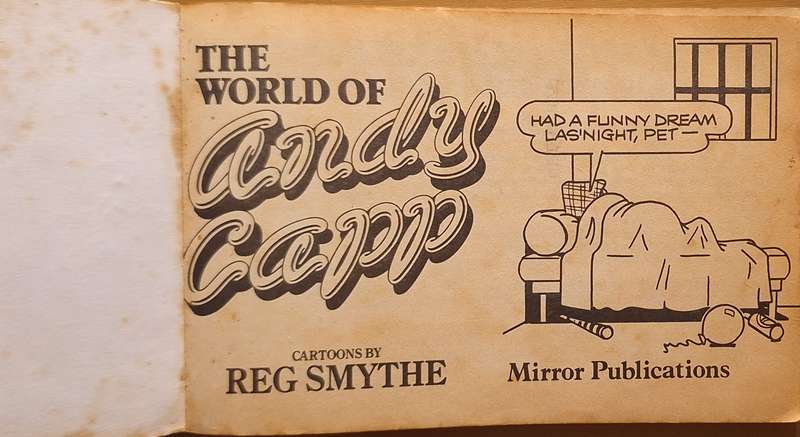 THE
WORLD OF
Andy
Capp
CARTOONS BY
REG SMYTHE
HAD A FUNNY DREAM
LAS'NIGHT, PET —
Mirror Publications